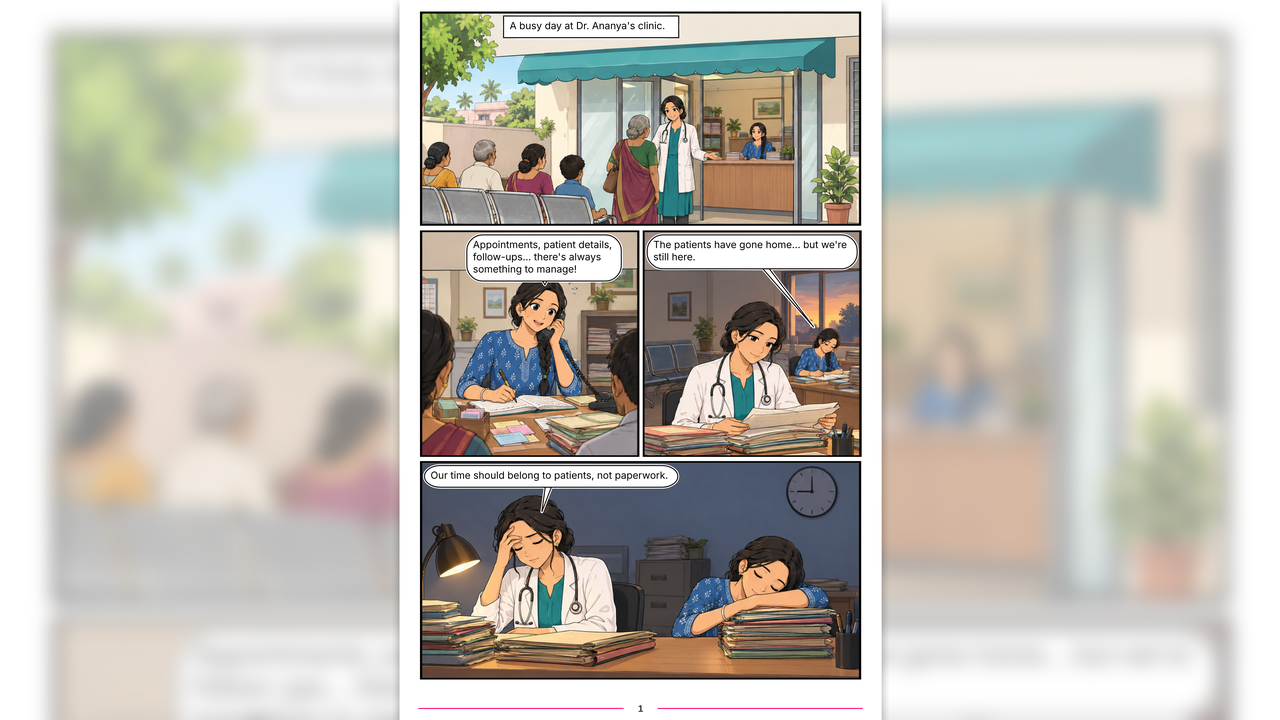 A busy day at Dr. Ananya's clinic.
Appointments, patient details,
follow-ups... there's always
something to manage!
The patients have gone home... but we're
still here.
Our time should belong to patients, not paperwork.
1